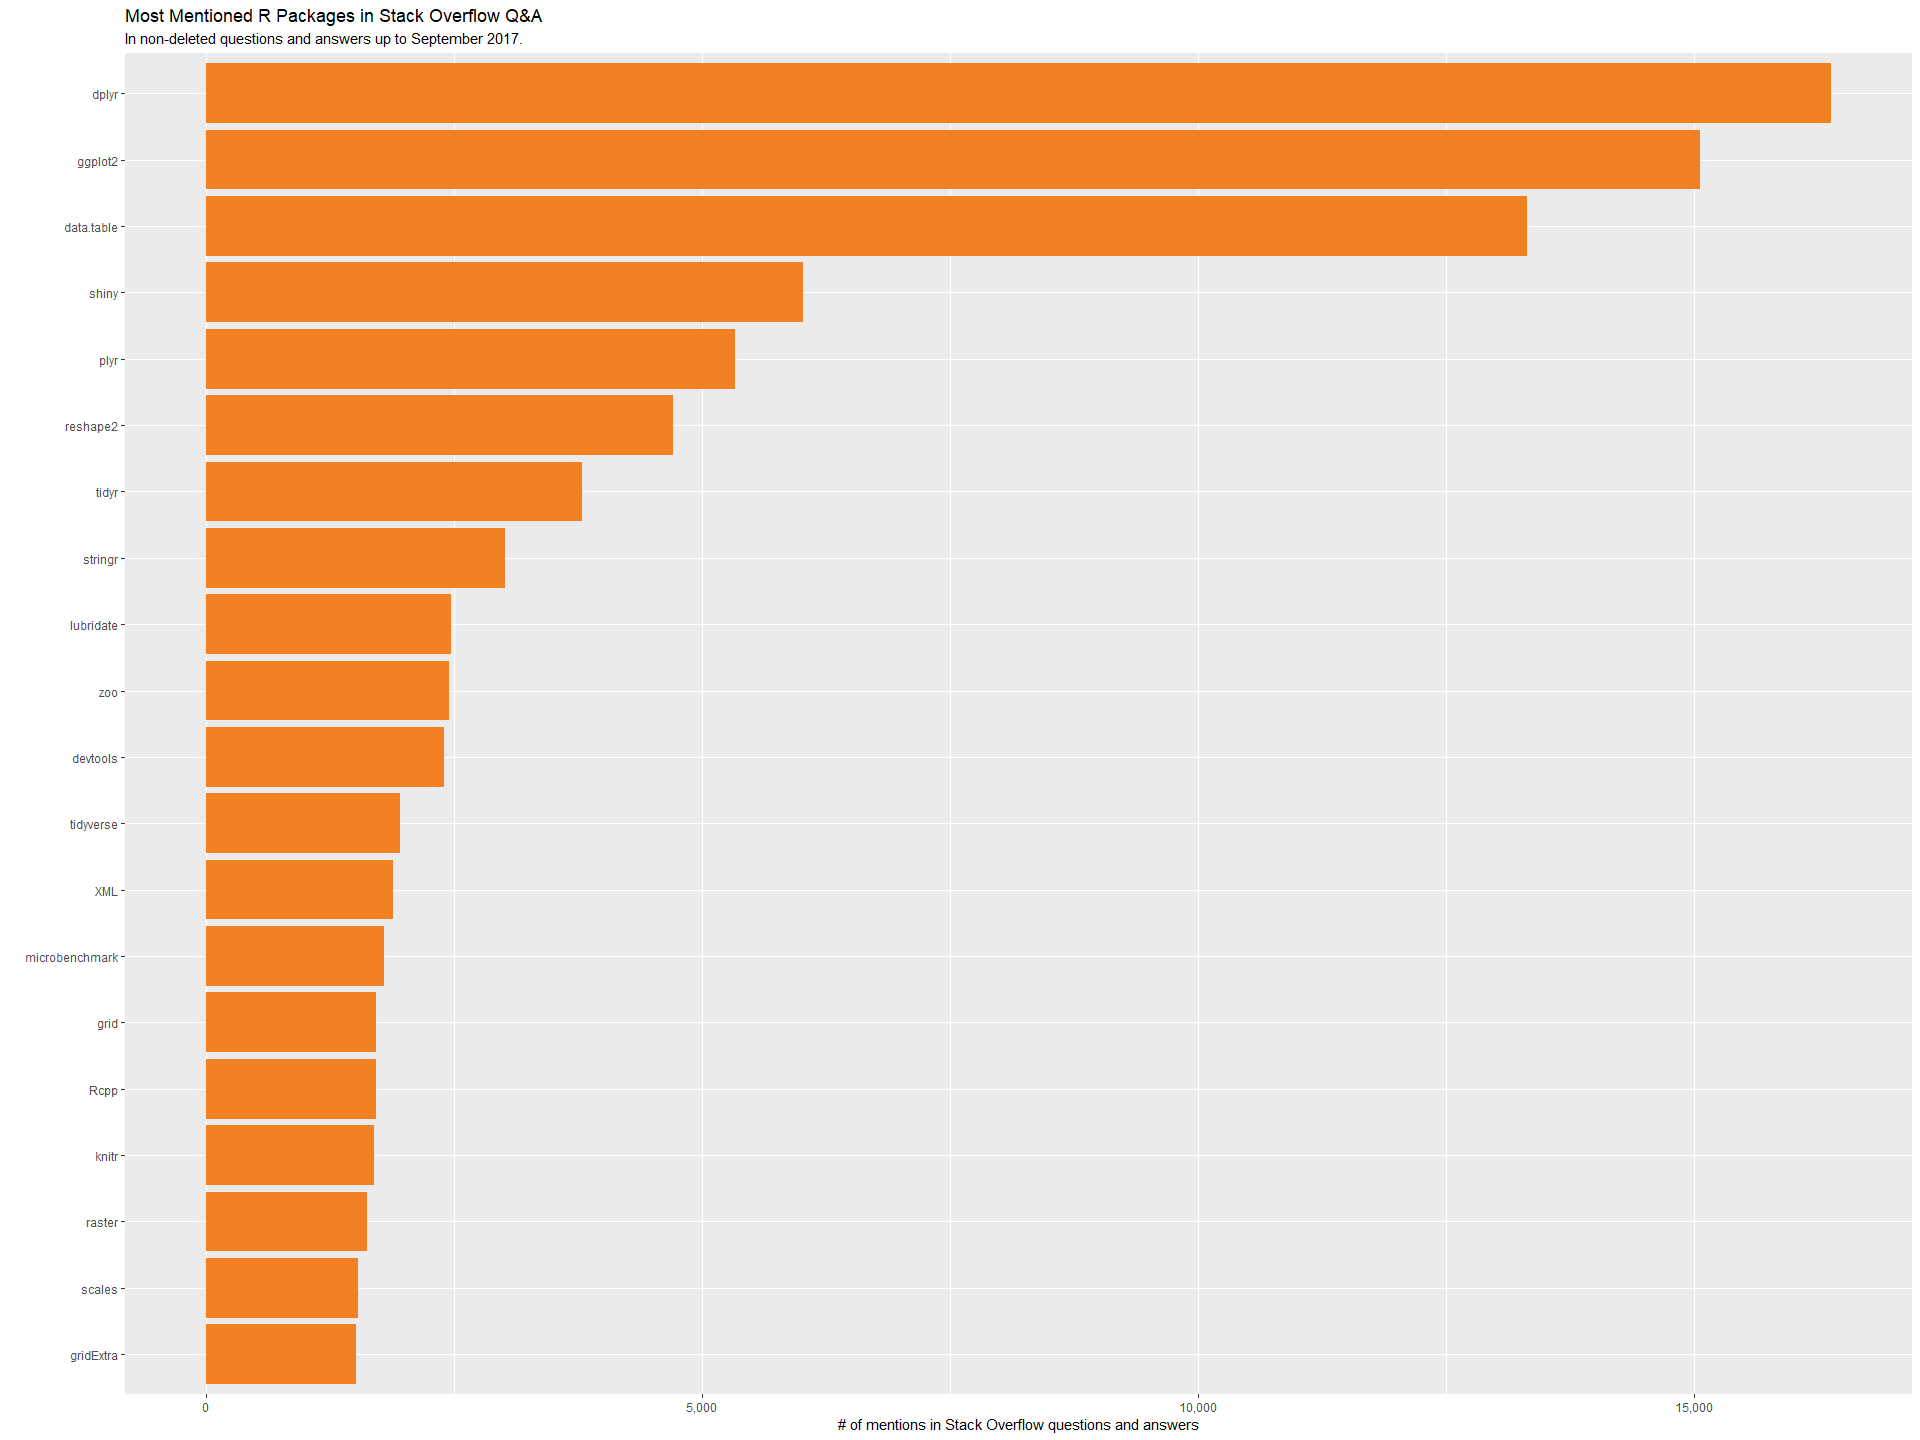 Most Mentioned R Packages in Stack Overflow Q&A
In non-deleted questions and answers up to September 2017.
dplyr
ggplot2
data.table
shiny
plyr
reshape2
tidyr
stringr
lubridate
zoo
devtools
tidyverse
XML
microbenchmark
grid
Rcpp
knitr
raster
scales
gridExtra
0 5,000 10,000 15,000
# of mentions in Stack Overflow questions and answers